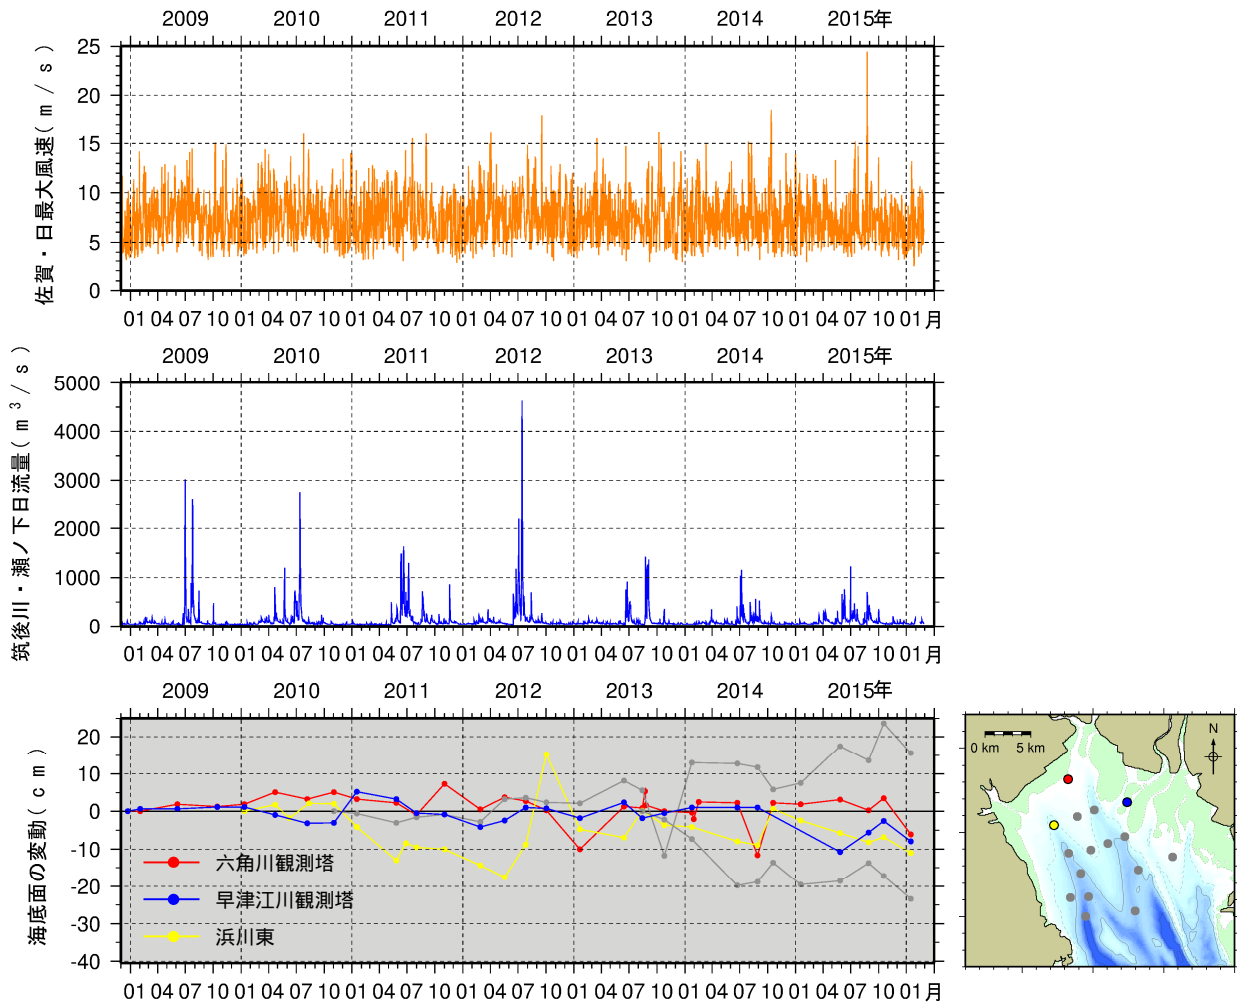 2009 2010 2011 2012 2013 2014 2015年
佐賀・日最大風速(m/s)
25
20
15
10
5
0
01 04 07 10 01 04 07 10 01 04 07 10 01 04 07 10 01 04 07 10 01 04 07 10 01 04 07 10 01 月
2009 2010 2011 2012 2013 2014 2015年
筑後川・瀬ノ下日流量(m³/s)
5000
4000
3000
2000
1000
0
01 04 07 10 01 04 07 10 01 04 07 10 01 04 07 10 01 04 07 10 01 04 07 10 01 04 07 10 01 月
2009 2010 2011 2012 2013 2014 2015年
海底面の変動(cm)
20
10
0
-10
-20
-30
-40
六角川観測塔
早津江川観測塔
浜川東
01 04 07 10 01 04 07 10 01 04 07 10 01 04 07 10 01 04 07 10 01 04 07 10 01 04 07 10 01 月
0 km 5 km
N